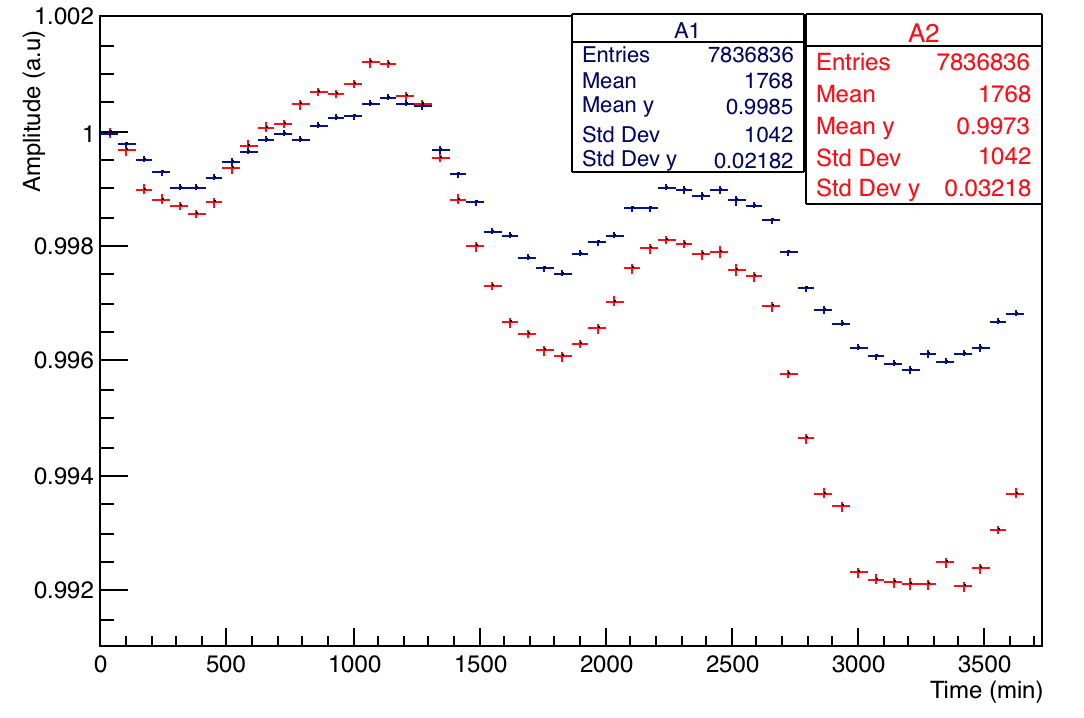 Amplitude (a.u)
1.002
1
0.998
0.996
0.994
0.992
A1
Entries 7836836
Mean 1768
Mean y 0.9985
Std Dev 1042
Std Dev y 0.02182
A2
Entries 7836836
Mean 1768
Mean y 0.9973
Std Dev 1042
Std Dev y 0.03218
0 500 1000 1500 2000 2500 3000 3500
Time (min)